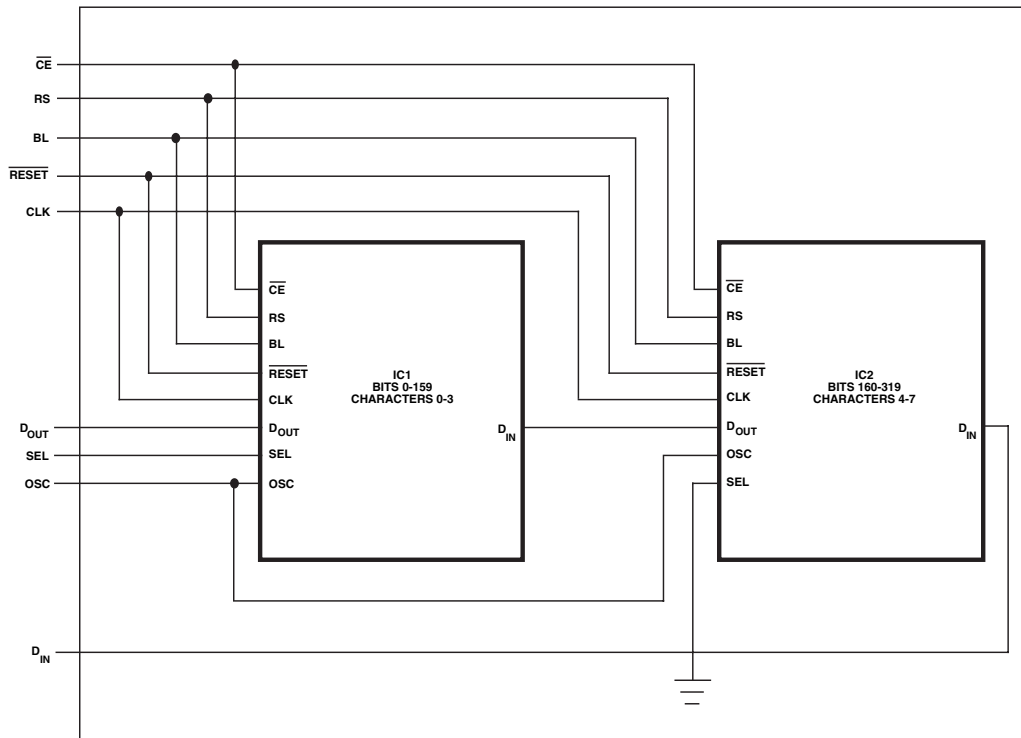 CE
RS
BL
RESET
CLK
DOUT
SEL
OSC
DIN
CE
RS
BL
RESET
CLK
DOUT
SEL
OSC
IC1
BITS 0-159
CHARACTERS 0-3
DIN
CE
RS
BL
RESET
CLK
DOUT
OSC
SEL
IC2
BITS 160-319
CHARACTERS 4-7
DIN